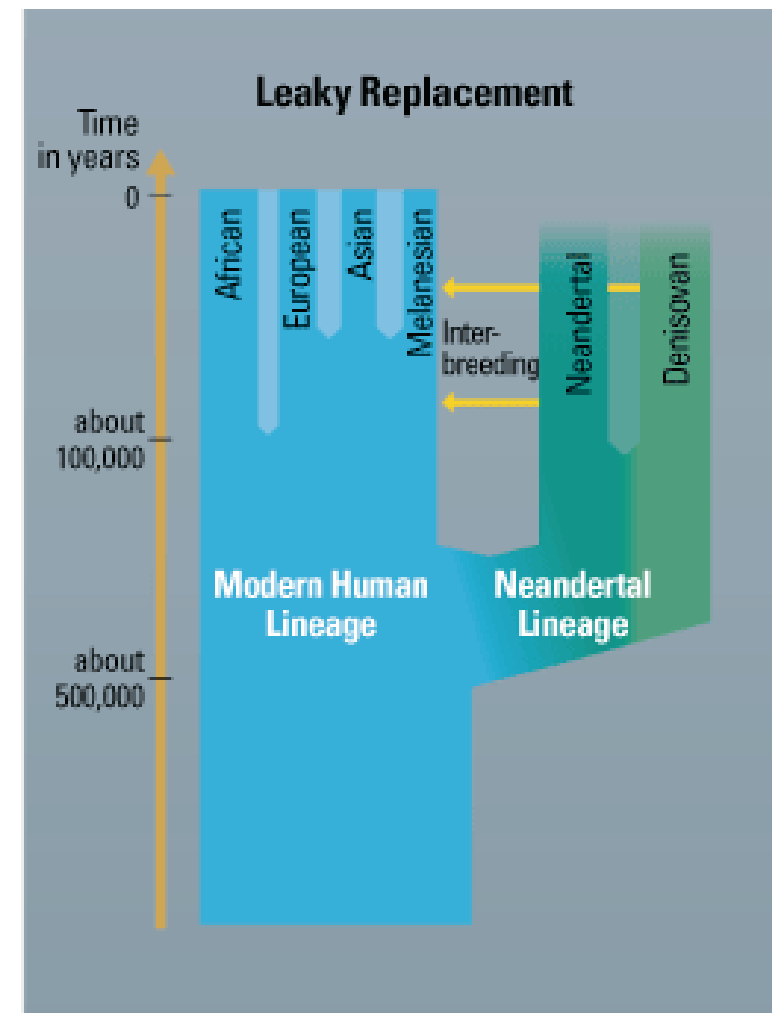 Leaky Replacement
Time
in years
0
African
European
Asian
Melanesian
Neandertal
Denisovan
Inter-
breeding
about
100,000
Modern Human
Lineage
Neandertal
Lineage
about
500,000